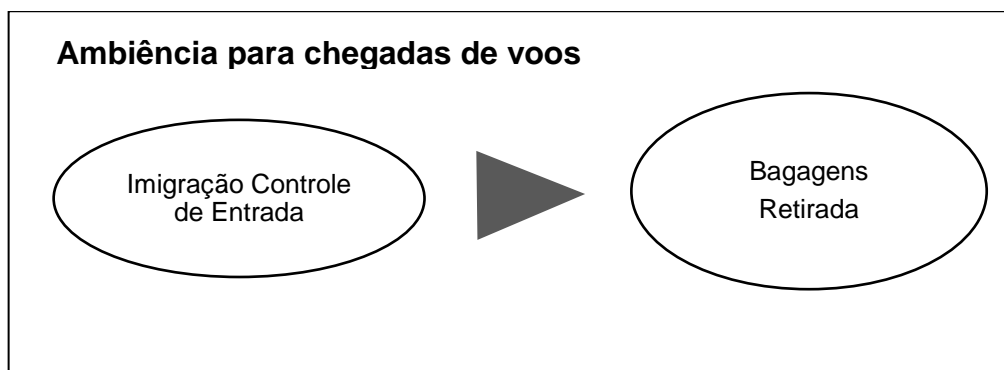 Ambiência para chegadas de voos
Imigração Controle
de Entrada
Bagagens
Retirada